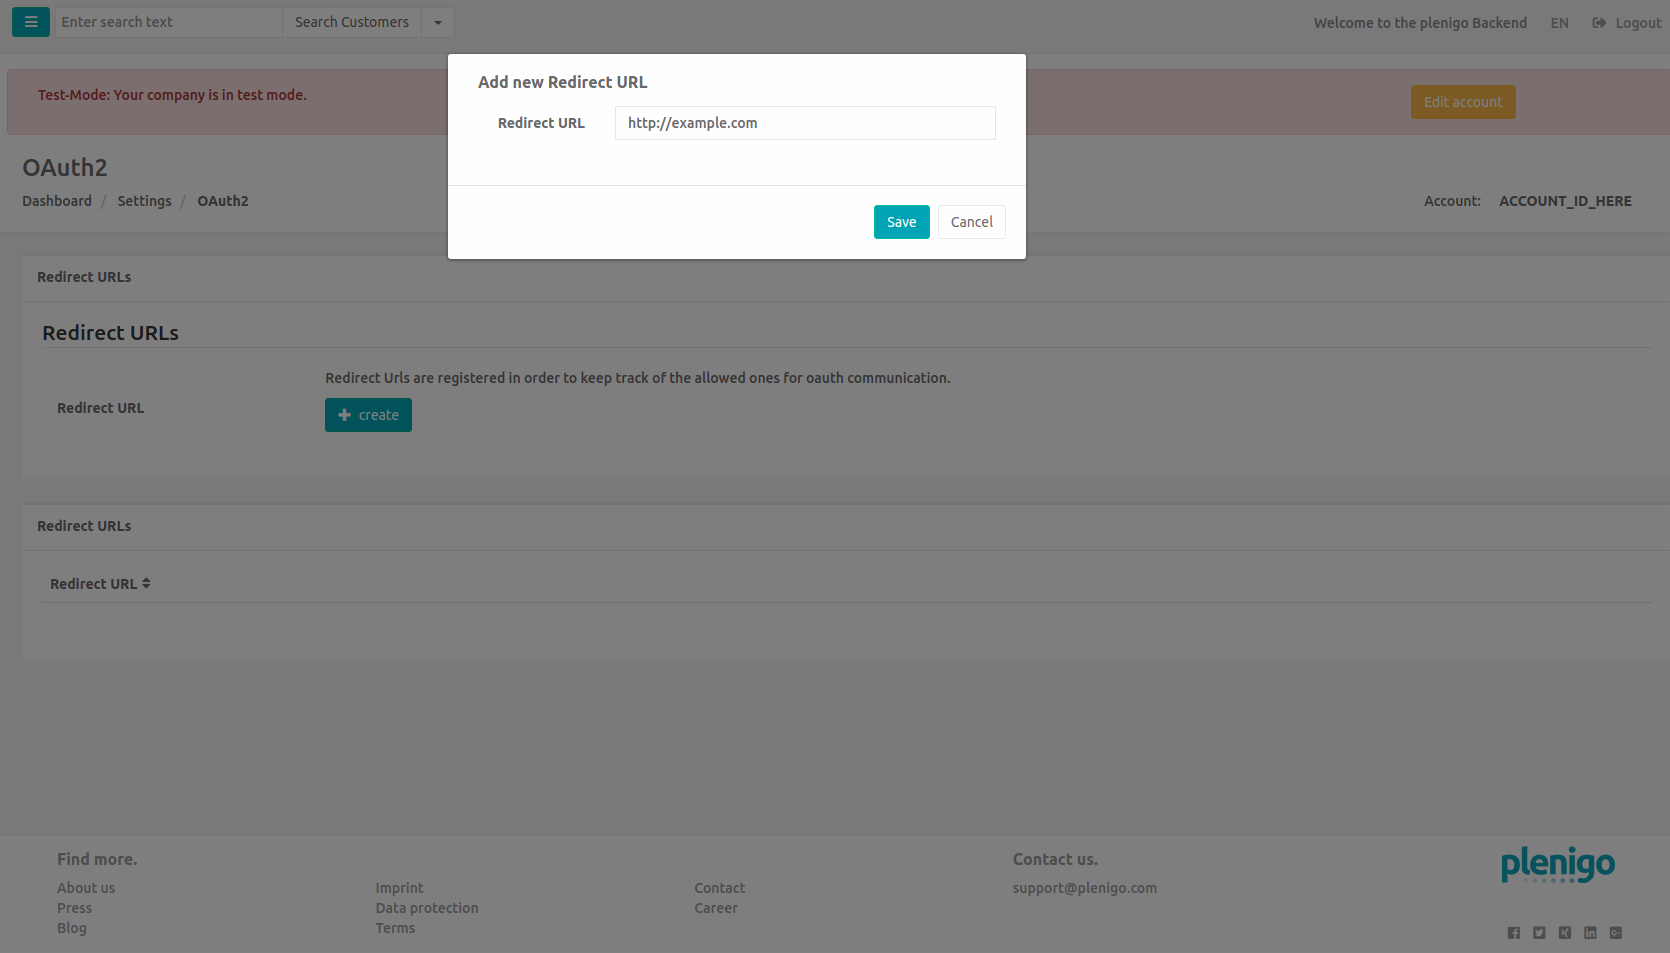 Enter search text Search Customers Welcome to the plenigo Backend EN Logout
Add new Redirect URL
Test-Mode: Your company is in test mode. Edit account
Redirect URL http://example.com
OAuth2
Dashboard / Settings / OAuth2 Account: ACCOUNT_ID_HERE
Save Cancel
Redirect URLs
Redirect URLs
Redirect Urls are registered in order to keep track of the allowed ones for oauth communication.
Redirect URL
create
Redirect URLs
Redirect URL
Find more. Contact us.
plenigo
About us Imprint Contact support@plenigo.com
Press Data protection Career
Blog Terms